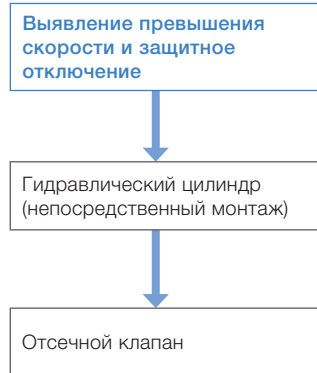 Выявление превышения
скорости и защитное
отключение
Гидравлический цилиндр
(непосредственный монтаж)
Отсечной клапан